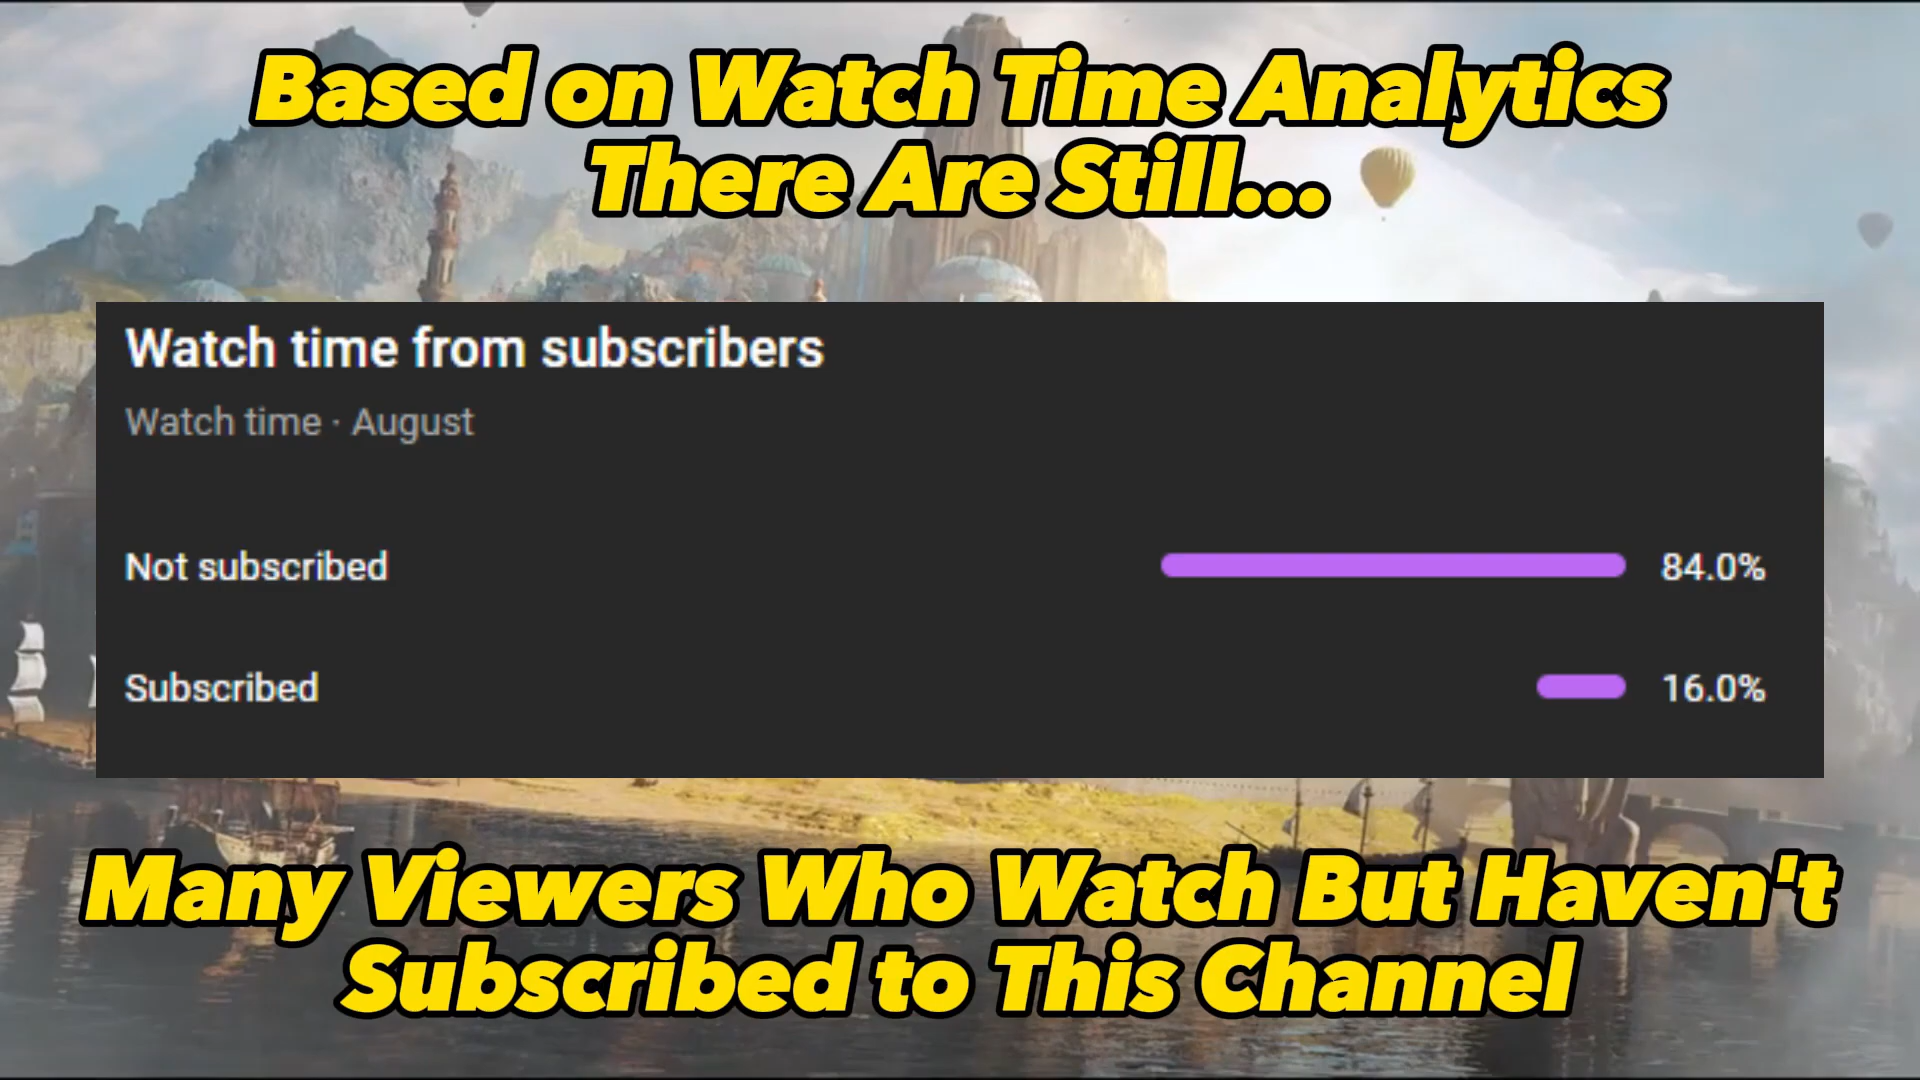 Based on Watch Time Analytics
There Are Still...
Watch time from subscribers
Watch time · August
Not subscribed 84.0%
Subscribed 16.0%
Many Viewers Who Watch But Haven't
Subscribed to This Channel